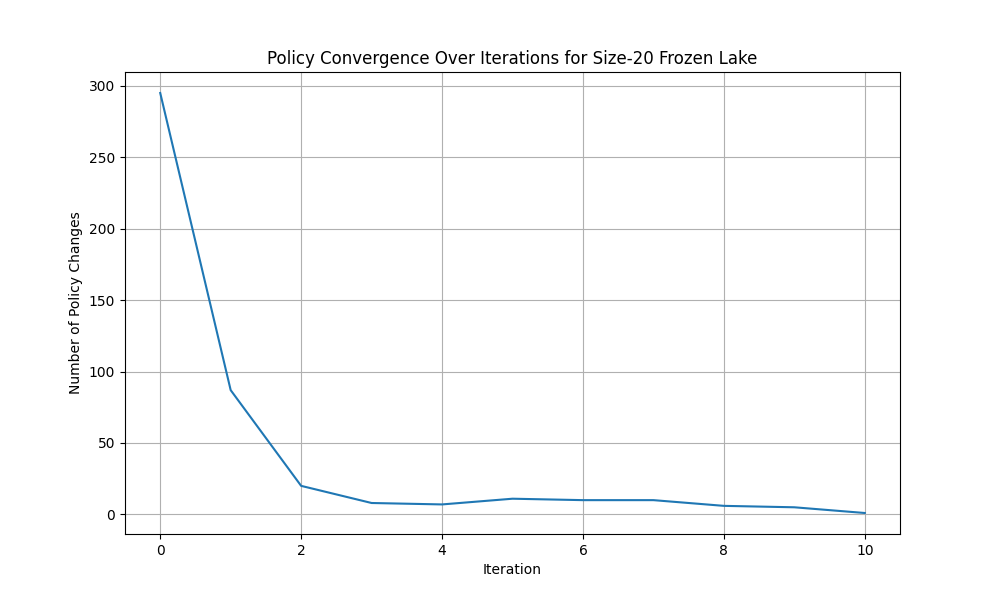 Policy Convergence Over Iterations for Size-20 Frozen Lake
Number of Policy Changes
300
250
200
150
100
50
0
0 2 4 6 8 10
Iteration